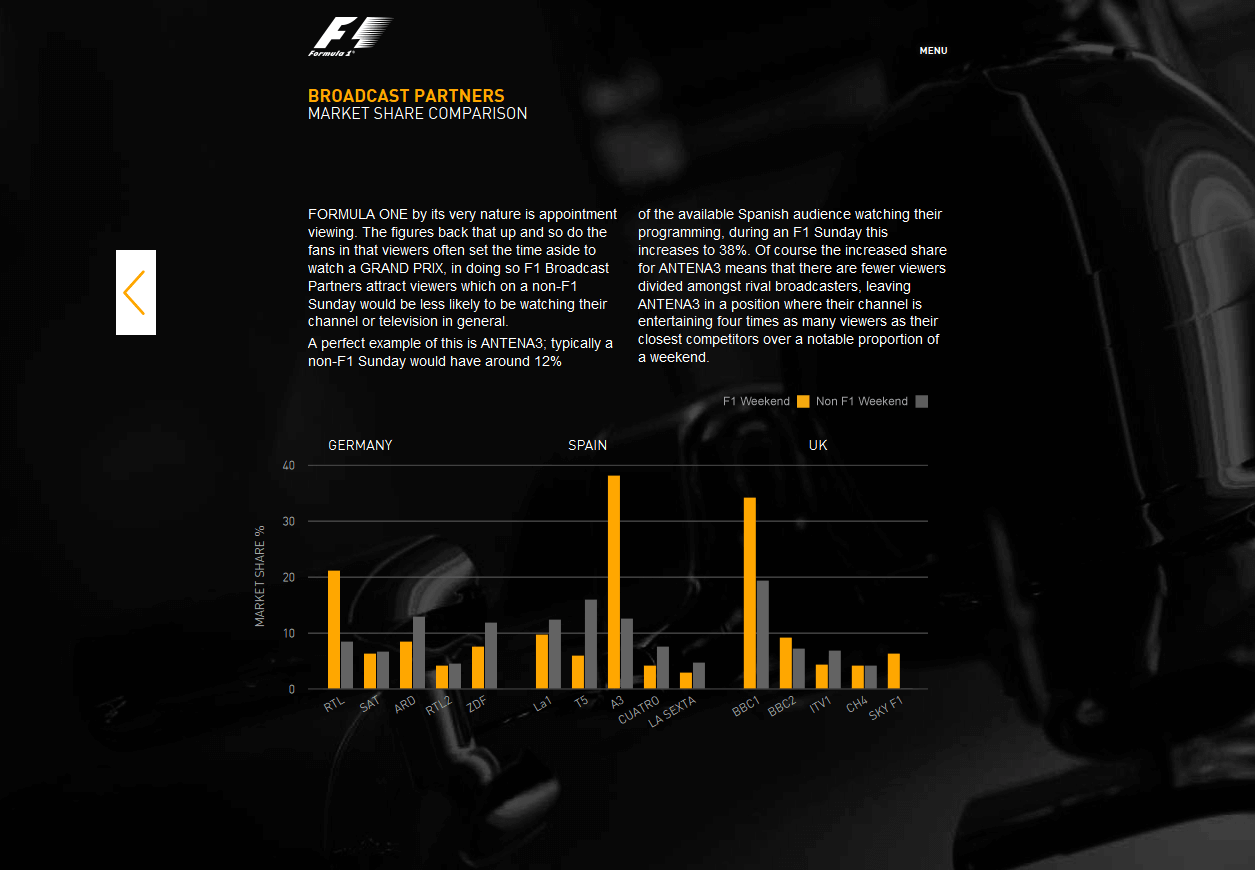 F1
Formula 1®
MENU
BROADCAST PARTNERS
MARKET SHARE COMPARISON
FORMULA ONE by its very nature is appointment
viewing. The figures back that up and so do the
fans in that viewers often set the time aside to
watch a GRAND PRIX, in doing so F1 Broadcast
Partners attract viewers which on a non-F1
Sunday would be less likely to be watching their
channel or television in general.
A perfect example of this is ANTENA3; typically a
non-F1 Sunday would have around 12%
of the available Spanish audience watching their
programming, during an F1 Sunday this
increases to 38%. Of course the increased share
for ANTENA3 means that there are fewer viewers
divided amongst rival broadcasters, leaving
ANTENA3 in a position where their channel is
entertaining four times as many viewers as their
closest competitors over a notable proportion of
a weekend.
F1 Weekend Non F1 Weekend
GERMANY SPAIN UK
MARKET SHARE %
40
30
20
10
0
RTL SAT ARD RTL2 ZDF La1 T5 A3 CUATRO LA SEXTA BBC1 BBC2 ITV1 CH4 SKY F1